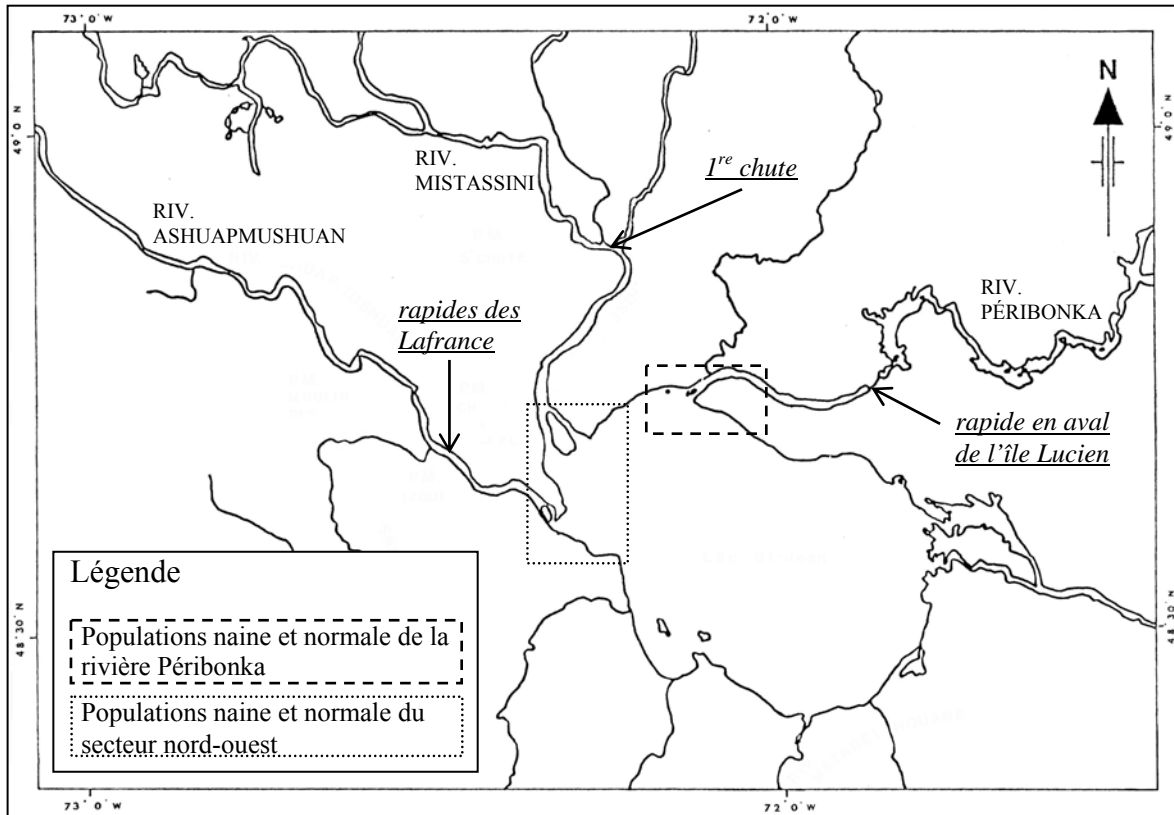 73° 0' W
72° 0' W
N
49° 0' N
49° 0' N
RIV.
MISTASSINI
1re chute
RIV.
ASHUAPMUSHUAN
RIV.
PÉRIBONKA
rapides des
Lafrance
rapide en aval
de l'île Lucien
Légende
Populations naine et normale de la
rivière Péribonka
Populations naine et normale du
secteur nord-ouest
48° 30' N
48° 30' N
73° 0' W
72° 0' W